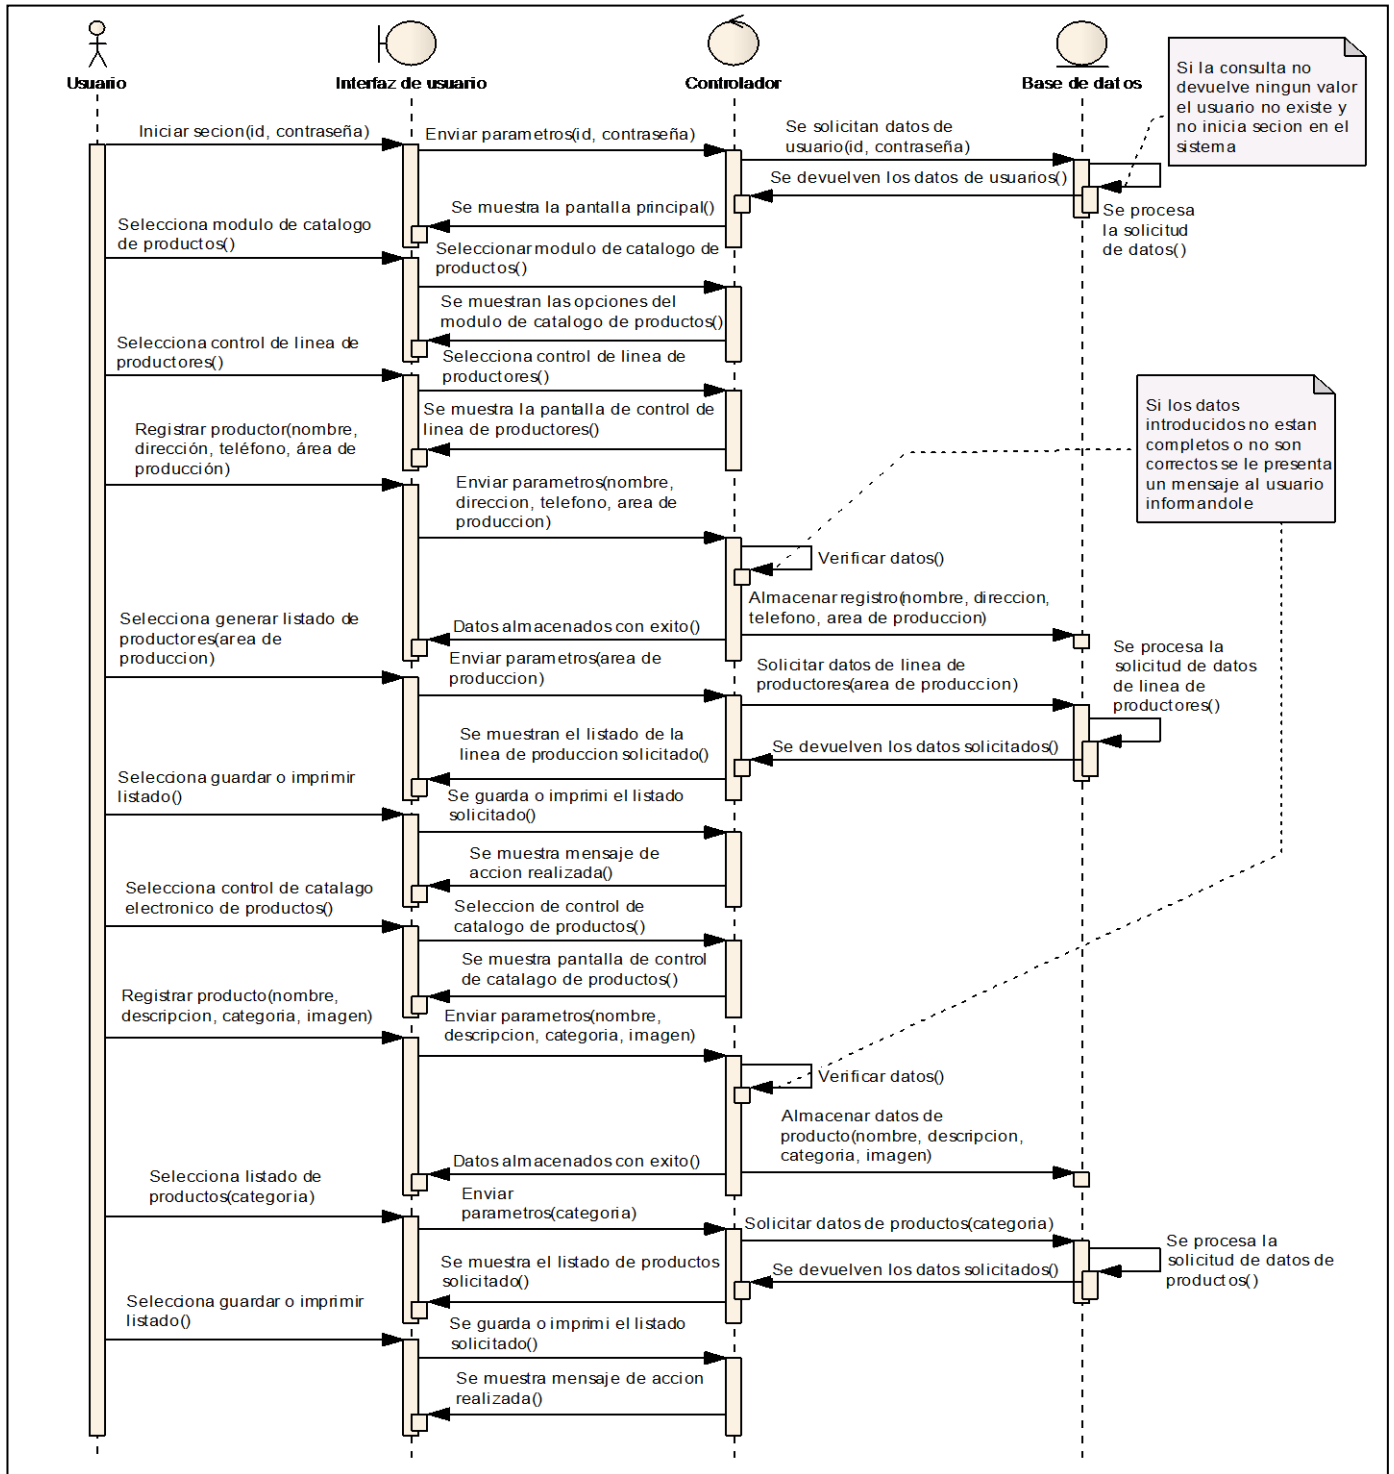 Usuario
Interfaz de usuario
Controlador
Base de datos
Si la consulta no
devuelve ningun valor
el usuario no existe y
no inicia secion en el
sistema
Iniciar secion(id, contraseña)
Enviar parametros(id, contraseña)
Se solicitan datos de
usuario(id, contraseña)
Se devuelven los datos de usuarios()
Se procesa
la solicitud
de datos()
Se muestra la pantalla principal()
Selecciona modulo de catalogo
de productos()
Seleccionar modulo de catalogo de
productos()
Se muestran las opciones del
modulo de catalogo de productos()
Selecciona control de linea de
productores()
Selecciona control de linea de
productores()
Se muestra la pantalla de control de
linea de productores()
Si los datos
introducidos no estan
completos o no son
correctos se le presenta
un mensaje al usuario
informandole
Registrar productor(nombre,
dirección, teléfono, área de
producción)
Enviar parametros(nombre,
direccion, telefono, area de
produccion)
Verificar datos()
Almacenar registro(nombre, direccion,
telefono, area de produccion)
Datos almacenados con exito()
Selecciona generar listado de
productores(area de
produccion)
Enviar parametros(area de
produccion)
Solicitar datos de linea de
productores(area de produccion)
Se procesa la
solicitud de datos
de linea de
productores()
Se devuelven los datos solicitados()
Se muestran el listado de la
linea de produccion solicitado()
Selecciona guardar o imprimir
listado()
Se guarda o imprimi el listado
solicitado()
Se muestra mensaje de
accion realizada()
Selecciona control de catalago
electronico de productos()
Seleccion de control de
catalogo de productos()
Se muestra pantalla de control
de catalago de productos()
Registrar producto(nombre,
descripcion, categoria, imagen)
Enviar parametros(nombre,
descripcion, categoria, imagen)
Verificar datos()
Almacenar datos de
producto(nombre, descripcion,
categoria, imagen)
Datos almacenados con exito()
Selecciona listado de
productos(categoria)
Enviar
parametros(categoria)
Solicitar datos de productos(categoria)
Se procesa la
solicitud de datos de
productos()
Se devuelven los datos solicitados()
Se muestra el listado de productos
solicitado()
Selecciona guardar o imprimir
listado()
Se guarda o imprimi el listado
solicitado()
Se muestra mensaje de accion
realizada()